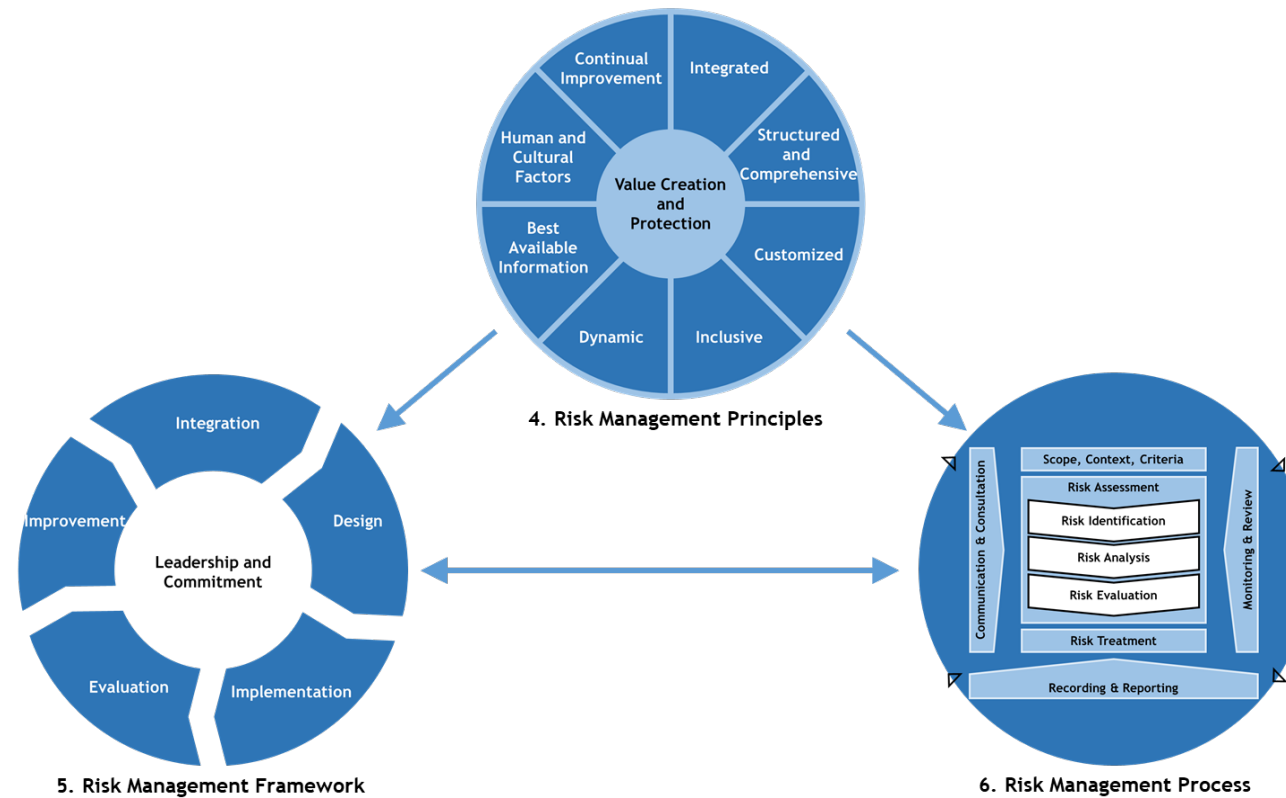 Continual
Improvement
Integrated
Structured
and
Comprehensive
Customized
Inclusive
Dynamic
Best
Available
Information
Human and
Cultural
Factors
Value Creation
and
Protection
4. Risk Management Principles
Integration
Design
Implementation
Evaluation
Improvement
Leadership and
Commitment
5. Risk Management Framework
Communication & Consultation
Scope, Context, Criteria
Risk Assessment
Risk Identification
Risk Analysis
Risk Evaluation
Risk Treatment
Monitoring & Review
Recording & Reporting
6. Risk Management Process